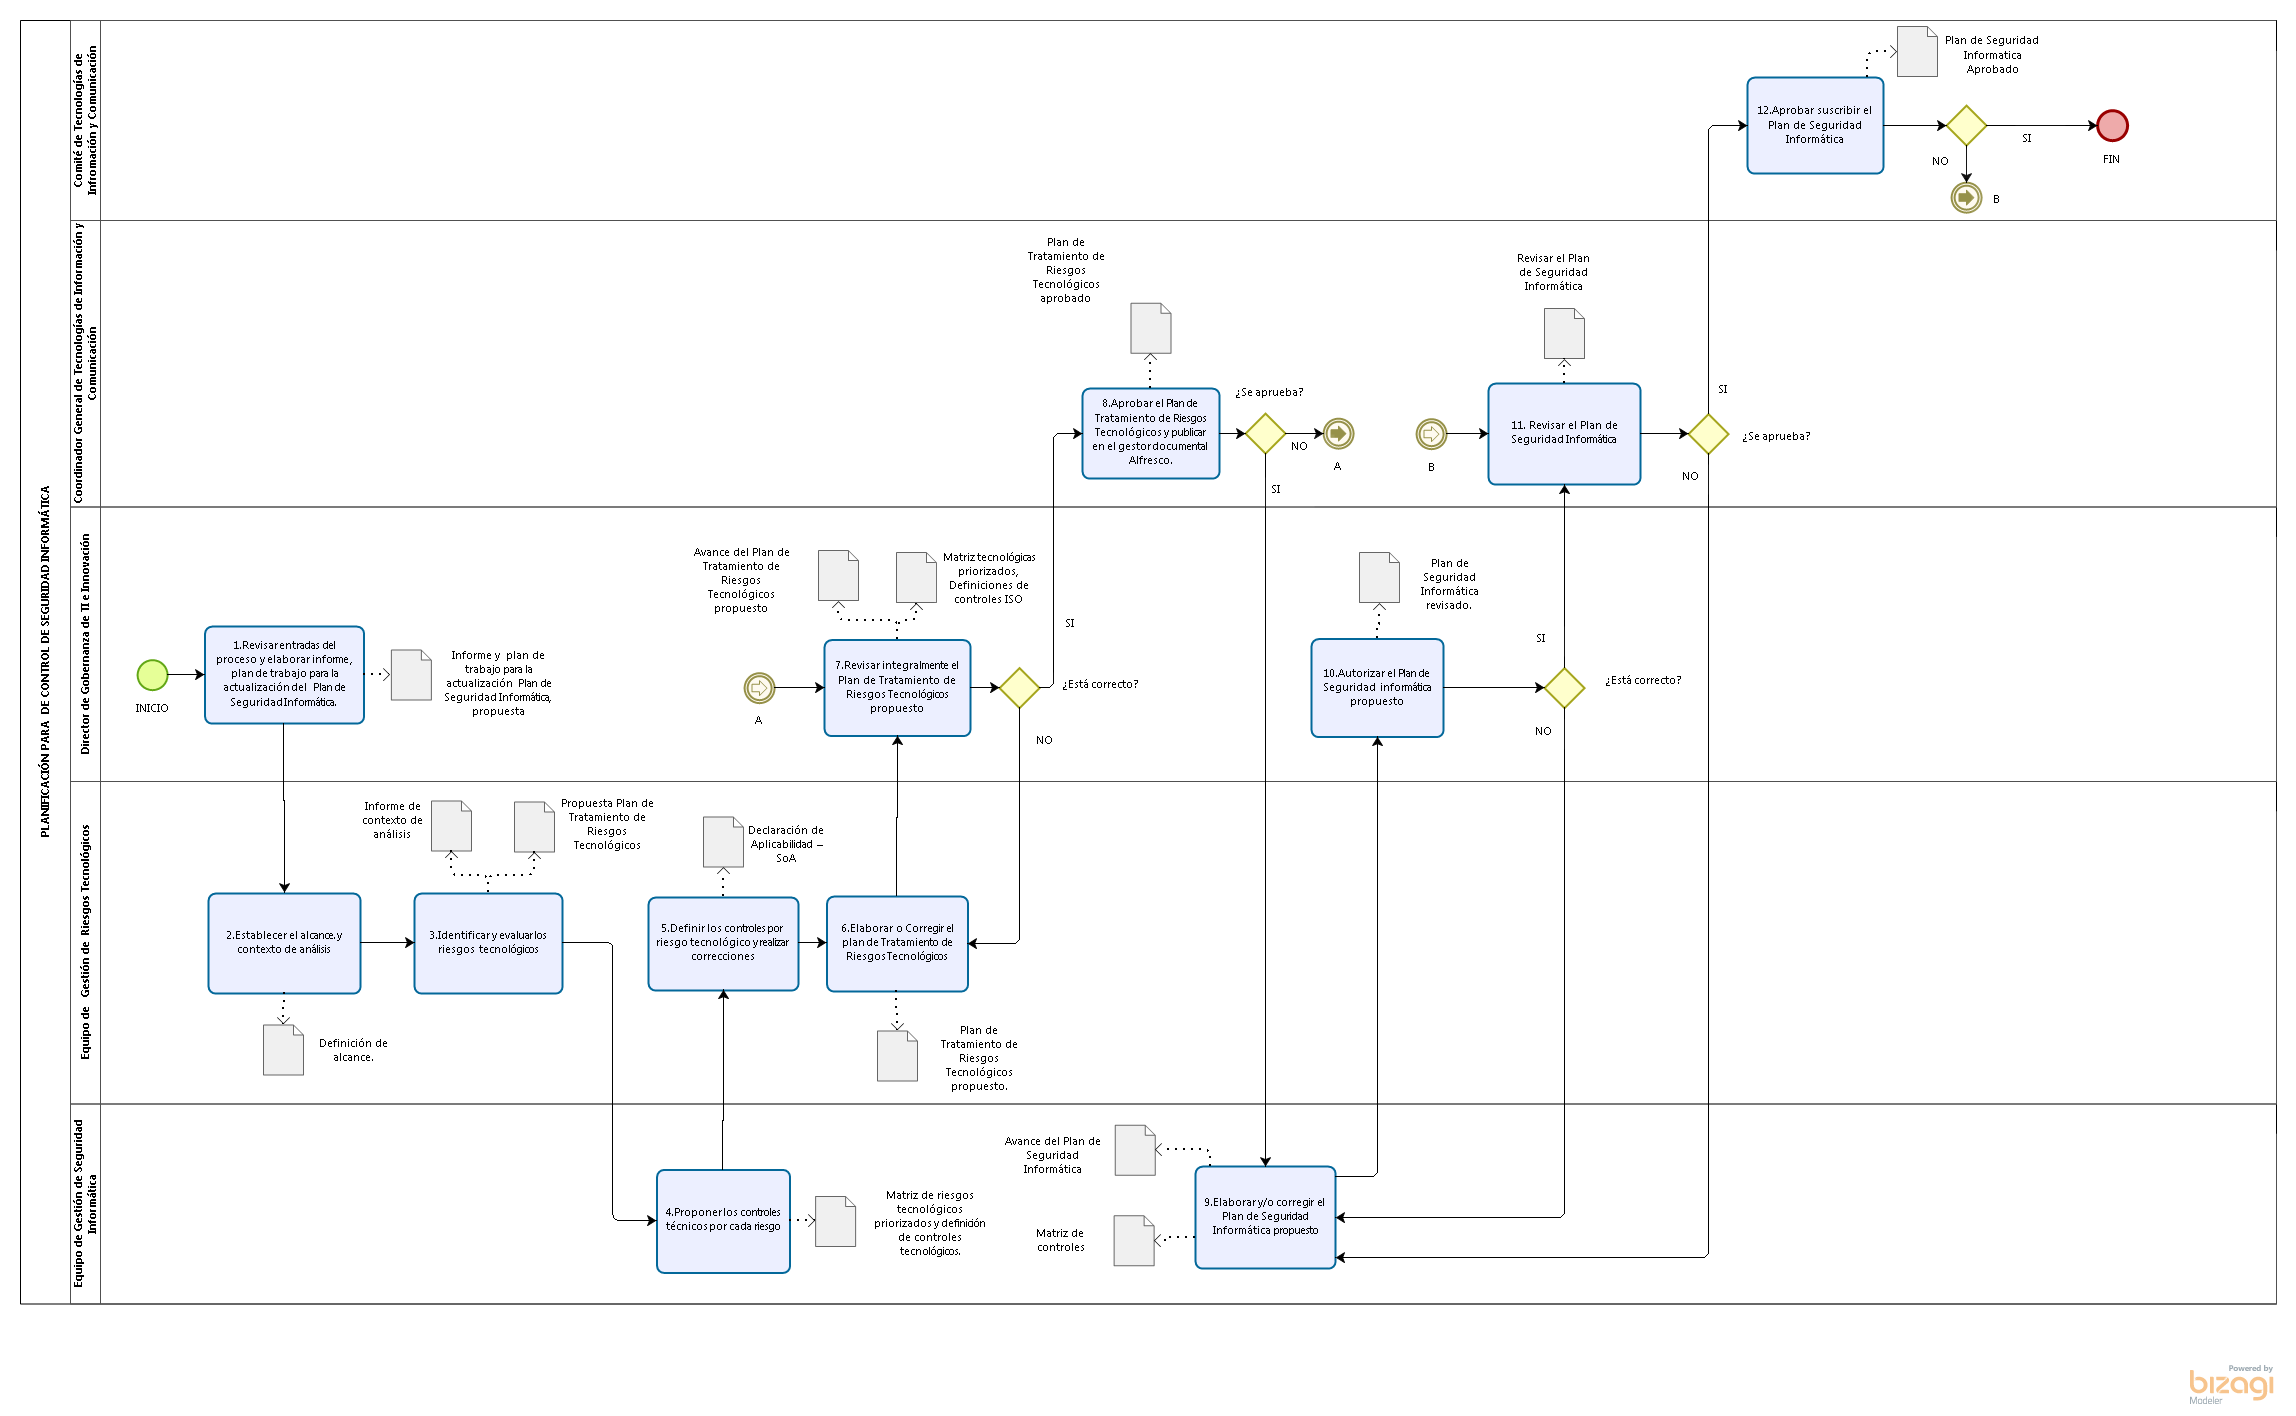 PLANIFICACIÓN PARA  DE CONTROL DE SEGURIDAD INFORMÁTICA
Comité de Tecnologías de
Infromación y Comunicación
Plan de Seguridad
Informatica
Aprobado
12.Aprobar suscribir el
Plan de Seguridad
Informática
SI
NO
FIN
B
Coordinador General de Tecnologías de Información y
Comunicación
Plan de
Tratamiento de
Riesgos
Tecnológicos
aprobado
8.Aprobar el Plan de
Tratamiento de Riesgos
Tecnológicos y publicar
en el gestor documental
Alfresco.
¿Se aprueba?
NO
A
SI
B
Revisar el Plan
de Seguridad
Informática
11. Revisar el Plan de
Seguridad Informática
SI
¿Se aprueba?
NO
Director de Gobernanza de TI e Innovación
INICIO
1.Revisar entradas del
proceso y elaborar informe,
plan de trabajo para la
actualización del  Plan de
Seguridad Informática.
Informe y  plan de
trabajo para la
actualización  Plan de
Seguridad Informática,
propuesta
Avance del Plan de
Tratamiento de
Riesgos
Tecnológicos
propuesto
Matriz tecnológicas
priorizados,
Definiciones de
controles ISO
A
7.Revisar integralmente el
Plan de Tratamiento de
Riesgos Tecnológicos
propuesto
SI
¿Está correcto?
NO
Plan de
Seguridad
Informática
revisado.
10.Autorizar el Plan de
Seguridad  informática
propuesto
SI
¿Está correcto?
NO
Equipo de  Gestión de  Riesgos Tecnológicos
Informe de
contexto de
análisis
Propuesta Plan de
Tratamiento de
Riesgos
Tecnológicos
2.Establecer el alcance. y
contexto de análisis
3.Identificar y evaluar los
riesgos  tecnológicos
Definición de
alcance.
Declaración de
Aplicabilidad –
SoA
5.Definir los controles por
riesgo tecnológico y realizar
correcciones
6.Elaborar o Corregir el
plan de Tratamiento de
Riesgos Tecnológicos
Plan de
Tratamiento de
Riesgos
Tecnológicos
propuesto.
Equipo de Gestión de Seguridad
Informática
4.Proponer los controles
técnicos por cada riesgo
Matriz de riesgos
tecnológicos
priorizados y definición
de controles
tecnológicos.
Avance del Plan de
Seguridad
Informática
Matriz de
controles
9.Elaborar y/o corregir el
Plan de Seguridad
Informática propuesto
Powered by
bizagi
Modeler